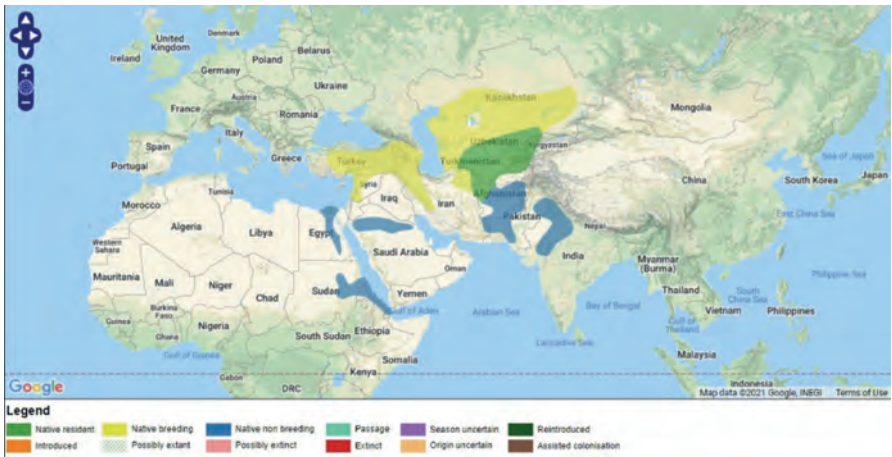 Denmark
United Kingdom
Ireland
Belarus
Poland
Germany
Ukraine
Kazakhstan
Austria
France
Mongolia
Romania
Italy
Uzbekistan
Kyrgyzstan
Spain
Portugal
Greece
Turkey
Turkmenistan
Sea of Japan
China
South Korea
Japan
Tunisia
Syria
Afghanistan
Iraq
Iran
Morocco
Pakistan
East China Sea
Algeria
Libya
Egypt
Nepal
Western Sahara
Saudi Arabia
India
Oman
Myanmar (Burma)
Mauritania
Mali
Niger
Chad
Sudan
Yemen
Thailand
South China Sea
Philippine Sea
Burkina Faso
Gulf of Aden
Arabian Sea
Bay of Bengal
Vietnam
Philippines
Guinea
Nigeria
Ghana
South Sudan
Ethiopia
Gulf of Thailand
Laccadive Sea
Somalia
Gulf of Guinea
Malaysia
Gabon
Kenya
DRC
Indonesia
Google
Map data ©2021 Google, INEGI Terms of Use
Legend
Native resident Native breeding Native non breeding Passage Season uncertain Reintroduced
Introduced Possibly extant Possibly extinct Extinct Origin uncertain Assisted colonisation